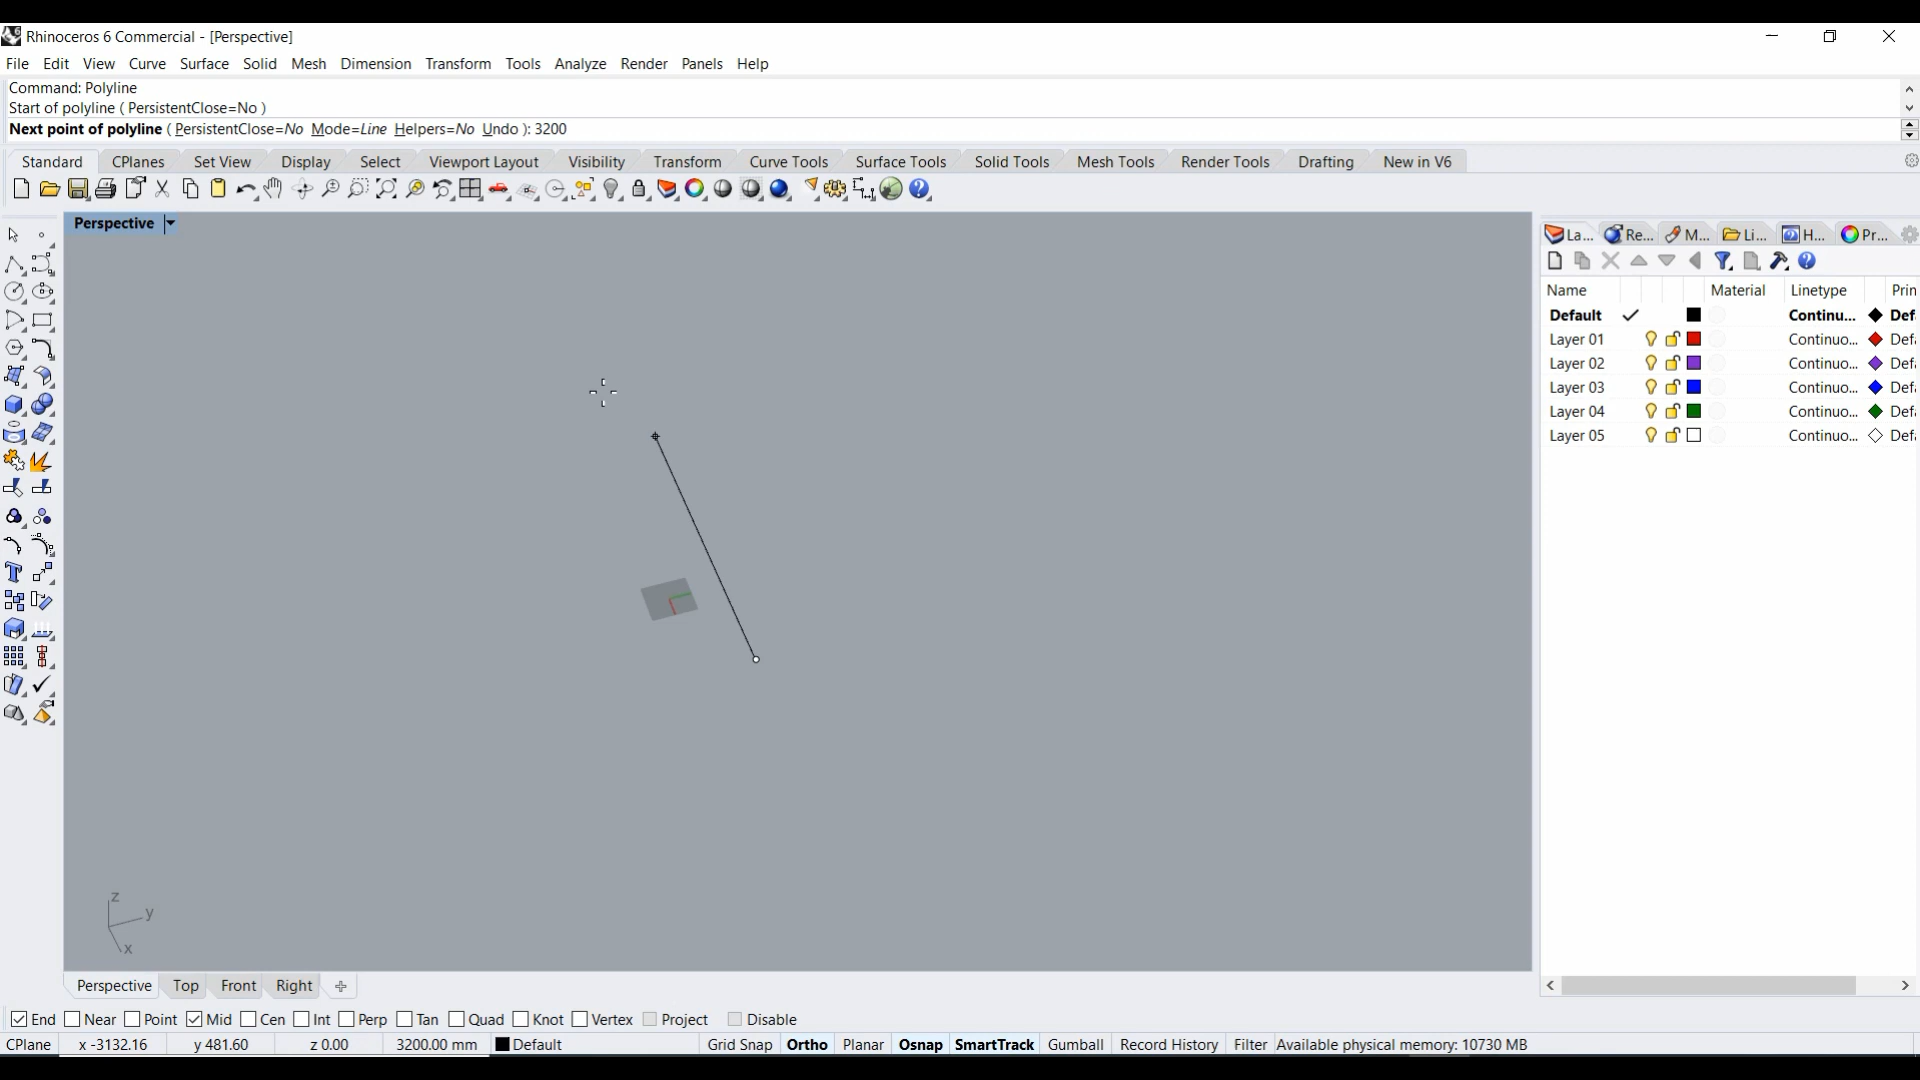 Rhinoceros 6 Commercial - [Perspective]
File Edit View Curve Surface Solid Mesh Dimension Transform Tools Analyze Render Panels Help
Command: Polyline
Start of polyline ( PersistentClose=No )
Next point of polyline ( PersistentClose=No Mode=Line Helpers=No Undo ): 3200
Standard CPlanes Set View Display Select Viewport Layout Visibility Transform Curve Tools Surface Tools Solid Tools Mesh Tools Render Tools Drafting New in V6
Perspective
La... Re... M... Li... H... Pr...
Name Material Linetype Prin
Default Continu... Def
Layer 01 Continuo... Def
Layer 02 Continuo... Def
Layer 03 Continuo... Def
Layer 04 Continuo... Def
Layer 05 Continuo... Def
z
y
x
Perspective Top Front Right
End Near Point Mid Cen Int Perp Tan Quad Knot Vertex Project Disable
CPlane x -3132.16 y 481.60 z 0.00 3200.00 mm Default Grid Snap Ortho Planar Osnap SmartTrack Gumball Record History Filter Available physical memory: 10730 MB